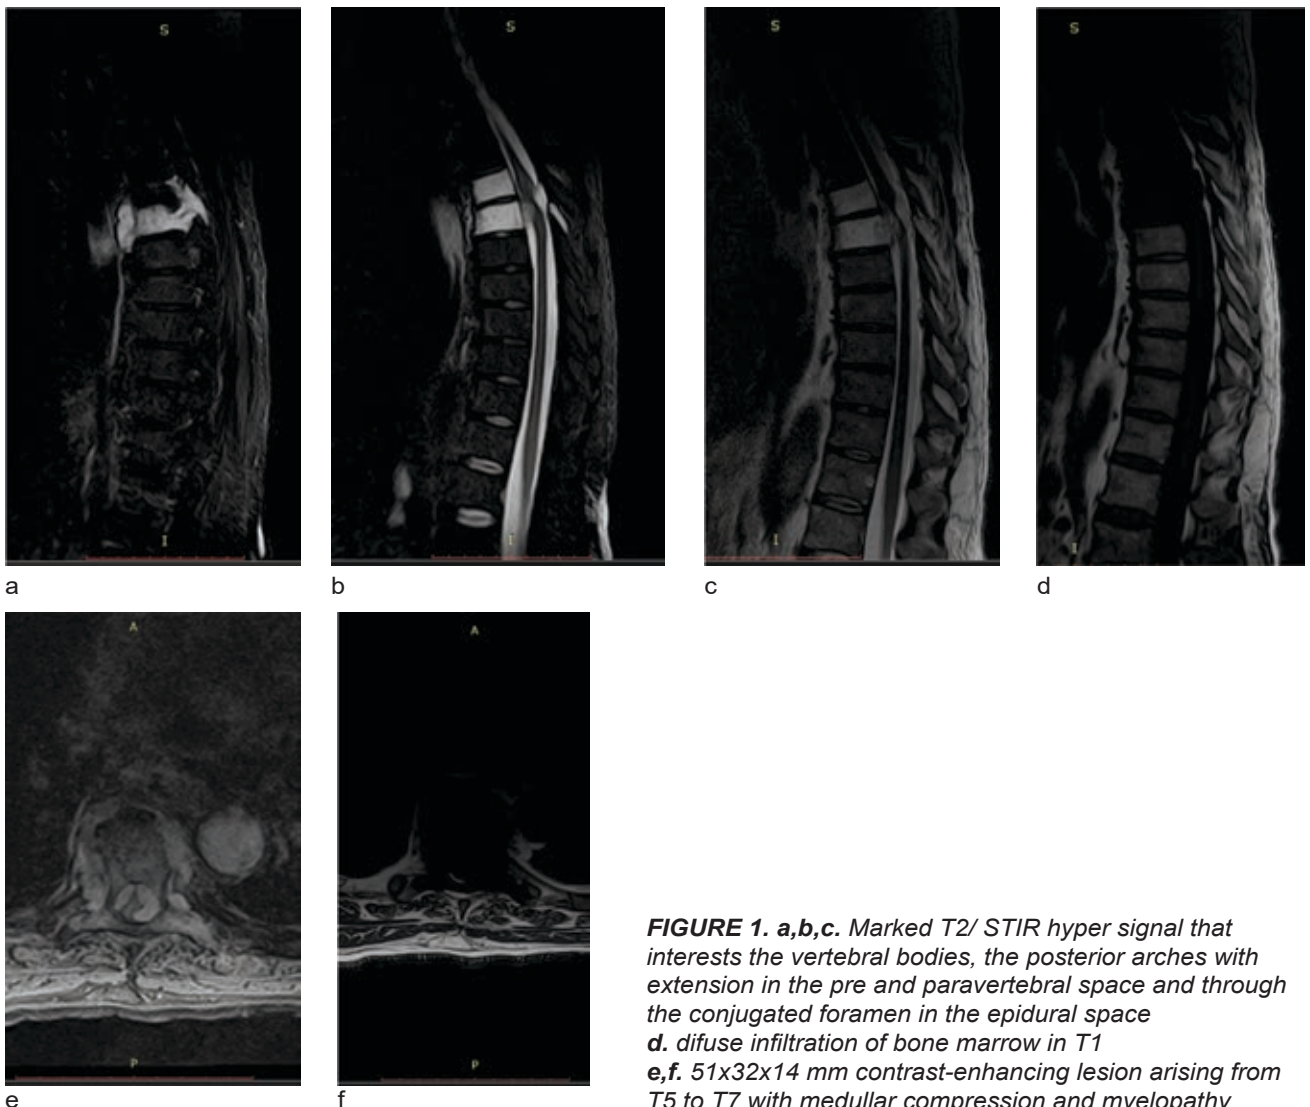 S
S
S
S
I
I
I
I
a
b
c
d
A
A
P
P
e
f
FIGURE 1. a,b,c. Marked T2/ STIR hyper signal that
interests the vertebral bodies, the posterior arches with
extension in the pre and paravertebral space and through
the conjugated foramen in the epidural space
d. difuse infiltration of bone marrow in T1
e,f. 51x32x14 mm contrast-enhancing lesion arising from
T5 to T7 with medullar compression and myelopathy